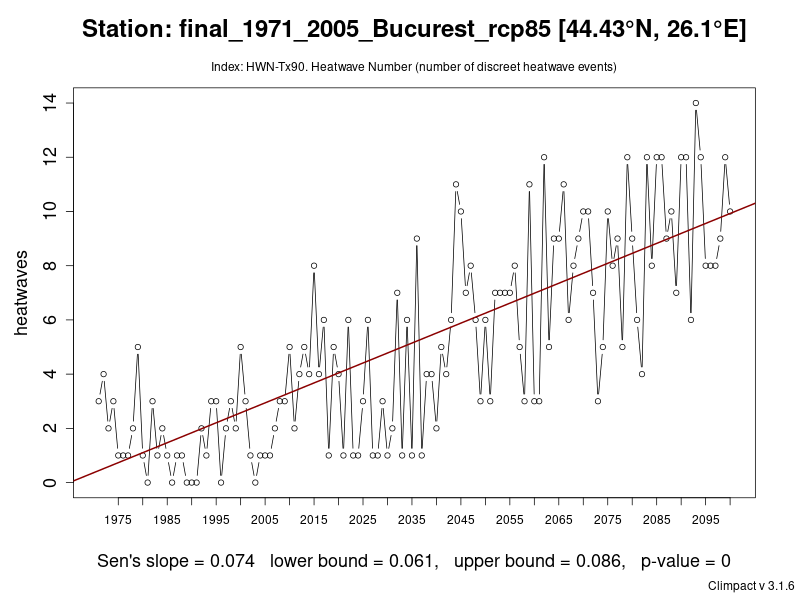 Station: final_1971_2005_Bucurest_rcp85 [44.43°N, 26.1°E]
Index: HWN-Tx90. Heatwave Number (number of discreet heatwave events)
heatwaves
14
12
10
8
6
4
2
0
1975 1985 1995 2005 2015 2025 2035 2045 2055 2065 2075 2085 2095
Sen's slope = 0.074 lower bound = 0.061, upper bound = 0.086, p-value = 0
Climpact v 3.1.6